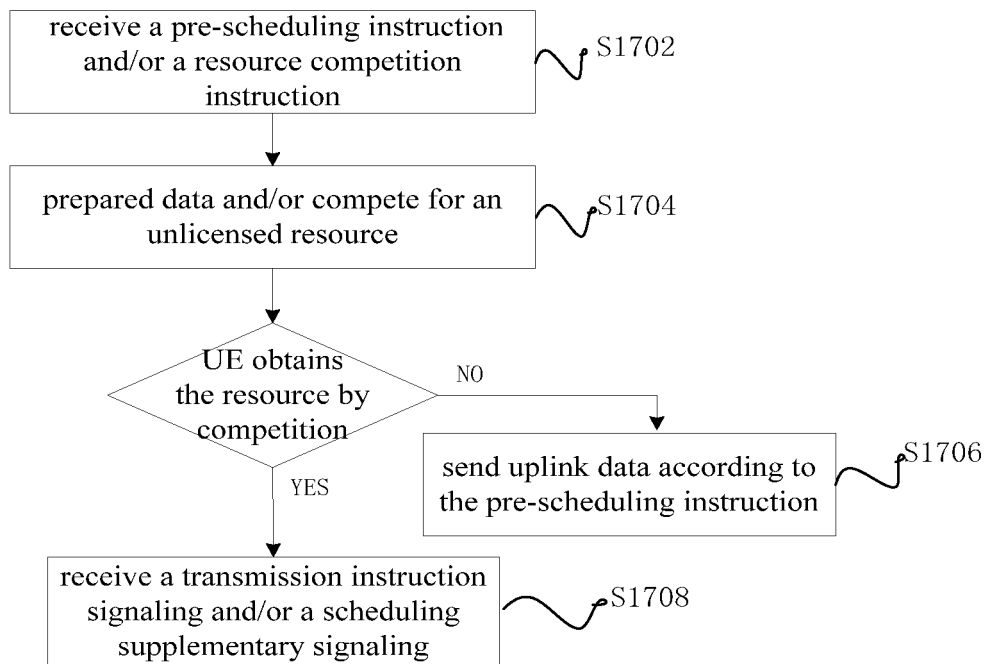 receive a pre-scheduling instruction
and/or a resource competition
instruction
S1702
prepared data and/or compete for an
unlicensed resource
S1704
UE obtains
the resource by
competition
NO
YES
send uplink data according to
the pre-scheduling instruction
S1706
receive a transmission instruction
signaling and/or a scheduling
supplementary signaling
S1708